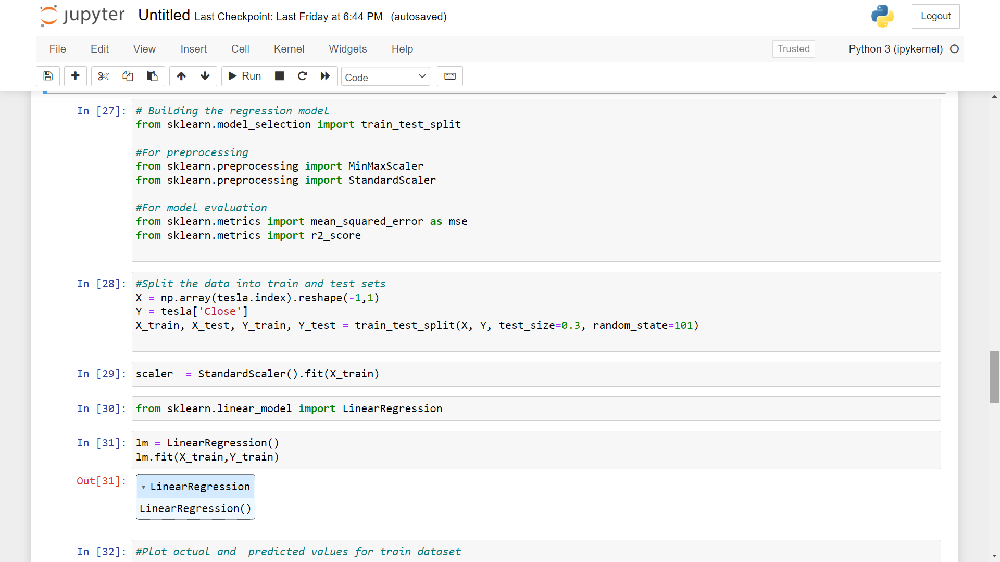 jupyter Untitled Last Checkpoint: Last Friday at 6:44 PM (autosaved) Logout
File Edit View Insert Cell Kernel Widgets Help Trusted Python 3 (ipykernel)
Run Code
In [27]: # Building the regression model
from sklearn.model_selection import train_test_split
#For preprocessing
from sklearn.preprocessing import MinMaxScaler
from sklearn.preprocessing import StandardScaler
#For model evaluation
from sklearn.metrics import mean_squared_error as mse
from sklearn.metrics import r2_score
In [28]: #Split the data into train and test sets
X = np.array(tesla.index).reshape(-1,1)
Y = tesla['Close']
X_train, X_test, Y_train, Y_test = train_test_split(X, Y, test_size=0.3, random_state=101)
In [29]: scaler  = StandardScaler().fit(X_train)
In [30]: from sklearn.linear_model import LinearRegression
In [31]: lm = LinearRegression()
lm.fit(X_train,Y_train)
Out[31]: ▾ LinearRegression
LinearRegression()
In [32]: #Plot actual and  predicted values for train dataset